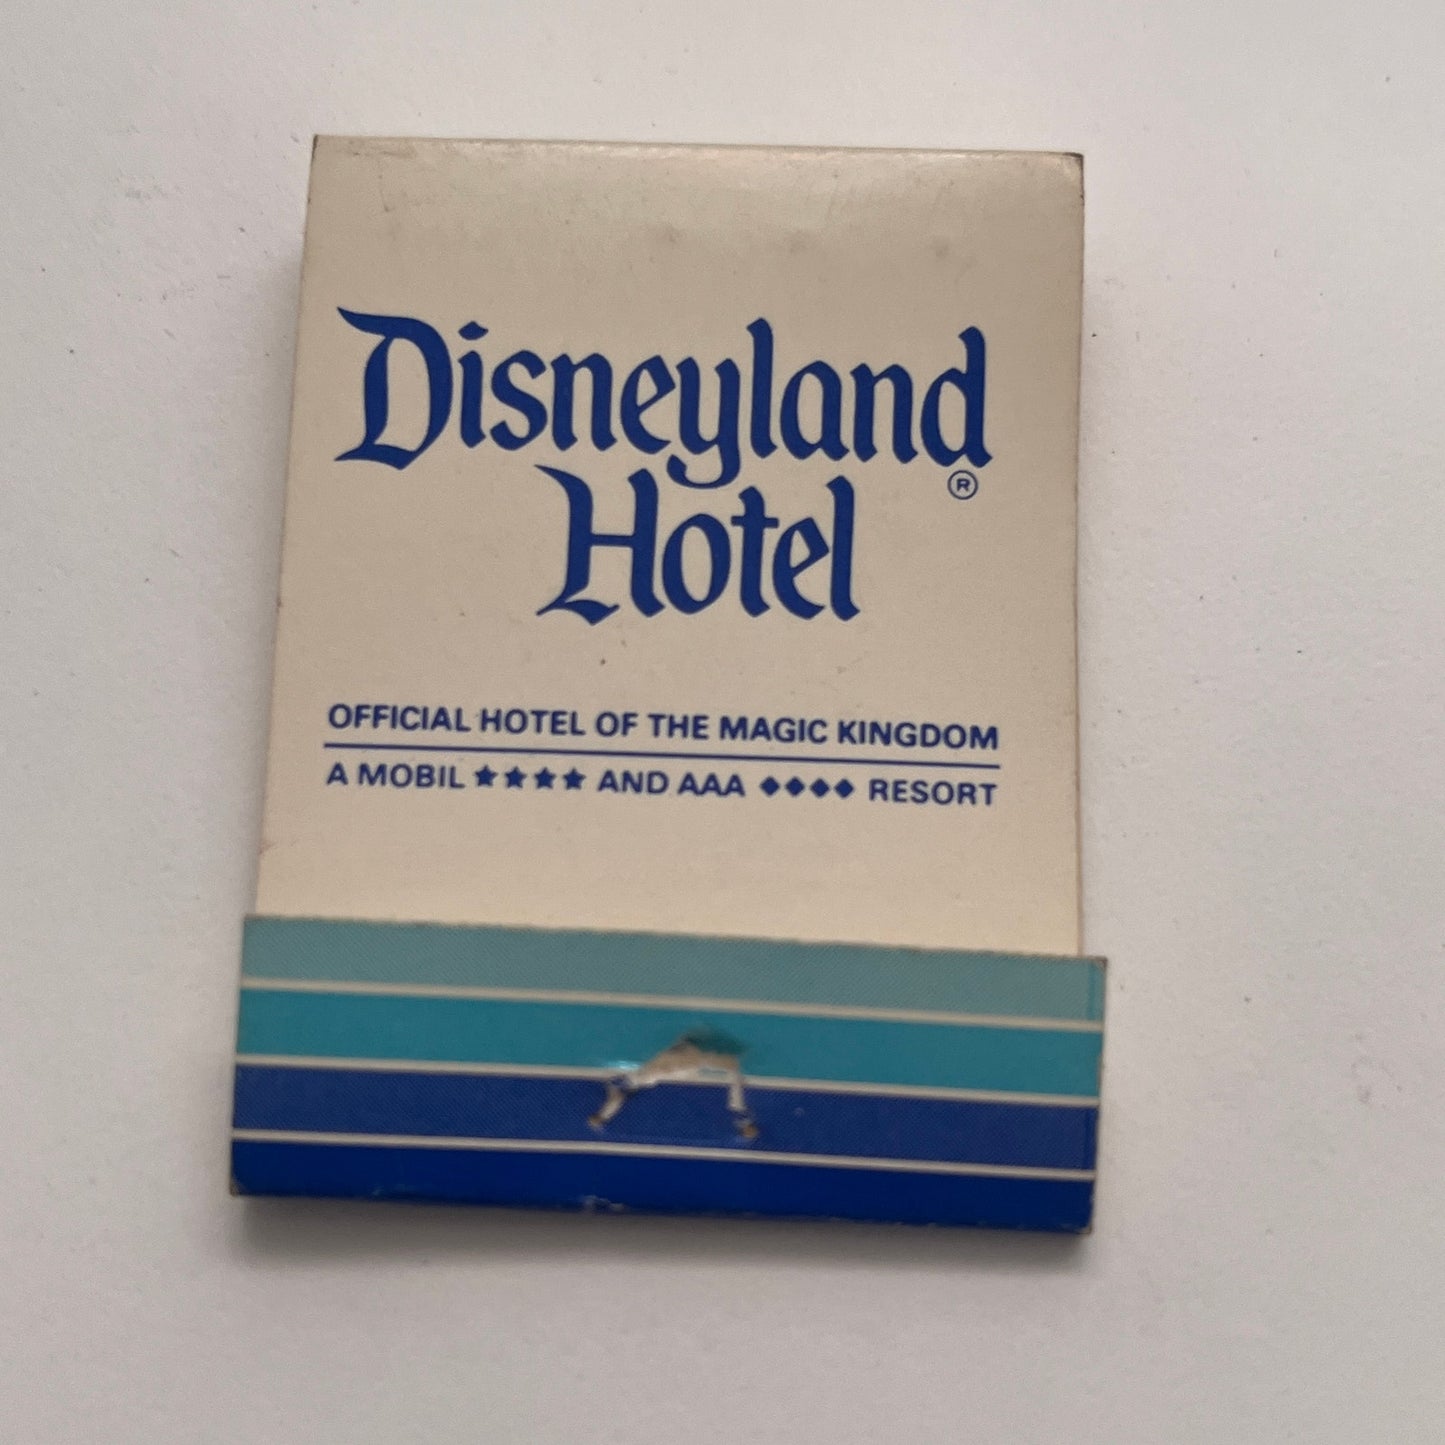 Disneyland
Hotel ®
OFFICIAL HOTEL OF THE MAGIC KINGDOM
A MOBIL ★★★★ AND AAA ◆◆◆◆ RESORT